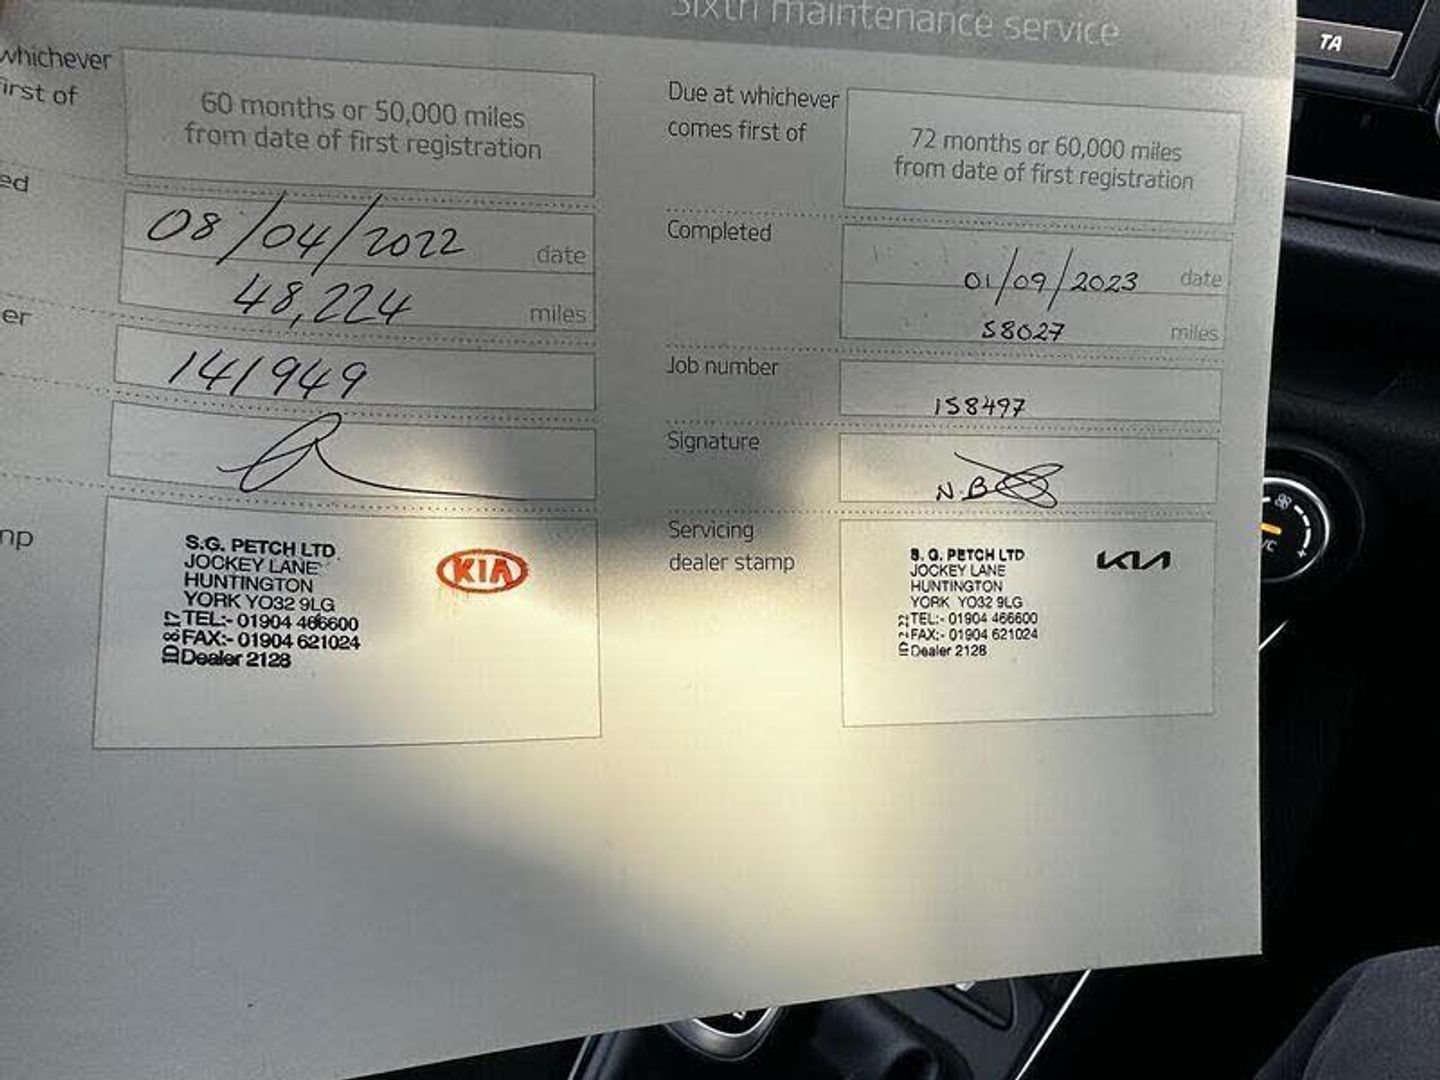 Sixth maintenance service
whichever
first of
60 months or 50,000 miles
from date of first registration
ed
08/04/2022 date
48,224 miles
er
141949
mp
S.G. PETCH LTD
JOCKEY LANE
HUNTINGTON
YORK YO32 9LG
TEL:- 01904 466600
FAX:- 01904 621024
Dealer 2128
KIA
Due at whichever
comes first of
72 months or 60,000 miles
from date of first registration
Completed
01/09/2023 date
58027 miles
Job number
158497
Signature
N.B
Servicing
dealer stamp
S. G. PETCH LTD
JOCKEY LANE
HUNTINGTON
YORK YO32 9LG
TEL:- 01904 466600
FAX:- 01904 621024
Dealer 2128
KIA
TA
A/C